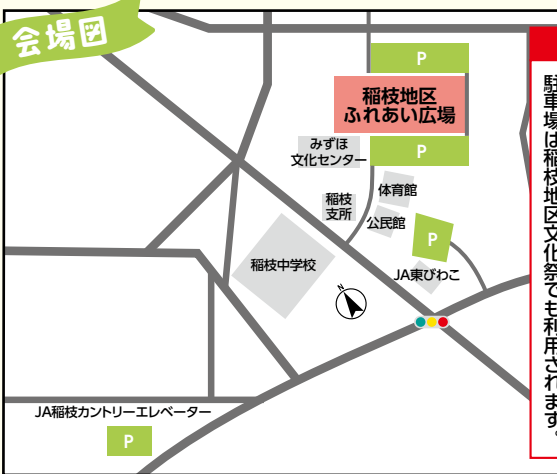 会場図
P
稲枝地区
ふれあい広場
みずほ
文化センター
P
体育館
稲枝
支所
公民館
P
稲枝中学校
JA東びわこ
N
JA稲枝カントリーエレベーター
P
駐車場は稲枝地区文化祭でも利用されます。